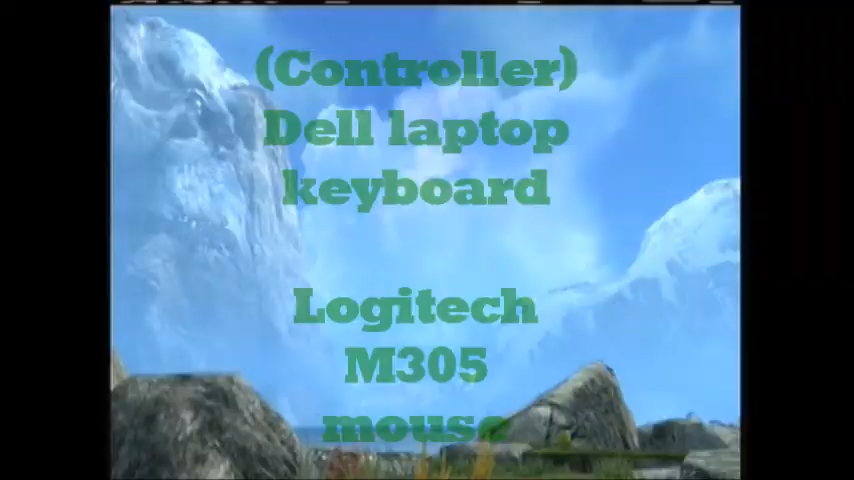 (Controller)
Dell laptop
keyboard
Logitech
M305
mouse